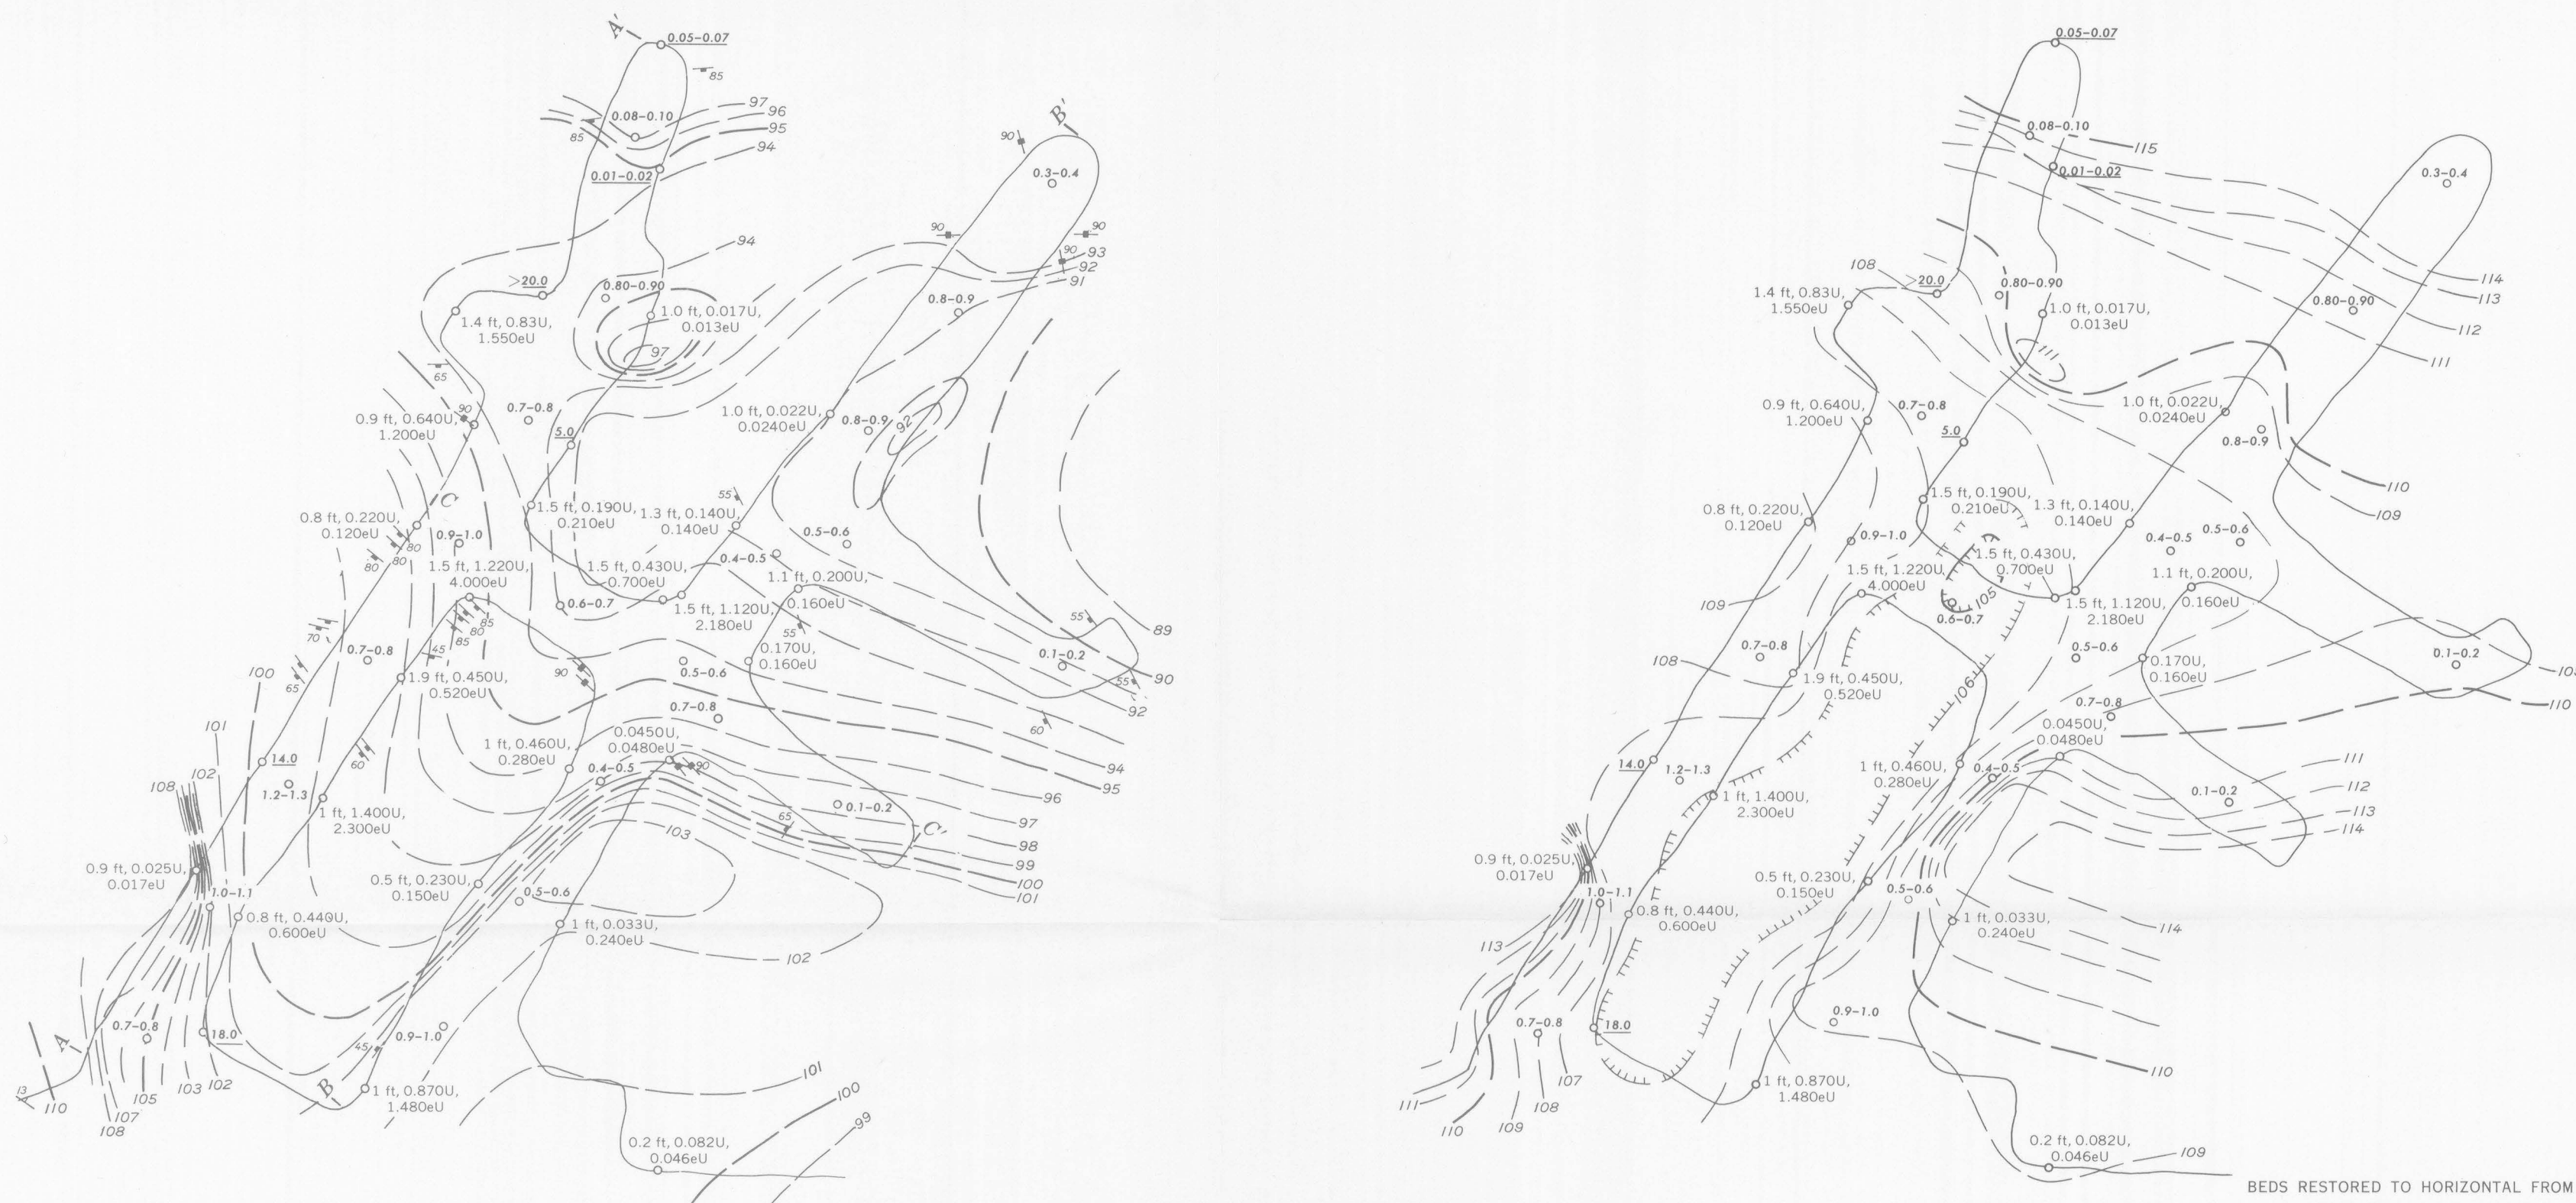 A'
0.05–0.07
85
97
96
95
94
0.08–0.10
85
0.01–0.02
94
>20.0
0.80–0.90
1.4 ft, 0.83U,
1.550eU
1.0 ft, 0.017U,
0.013eU
97
B'
90
0.3–0.4
90
90
90
93
92
91
0.8–0.9
65
90
0.9 ft, 0.640U,
1.200eU
0.7–0.8
5.0
1.0 ft, 0.022U,
0.0240eU
0.8–0.9
92
C
55
1.5 ft, 0.190U,
0.210eU
1.3 ft, 0.140U,
0.140eU
0.8 ft, 0.220U,
0.120eU
80
80
80
0.9–1.0
0.5–0.6
0.4–0.5
1.5 ft, 1.220U,
4.000eU
1.5 ft, 0.430U,
0.700eU
1.1 ft, 0.200U,
0.160eU
0.6–0.7
1.5 ft, 1.120U,
2.180eU
85
80
85
70
55
55
89
45
0.7–0.8
0.170U,
0.160eU
0.1–0.2
90
55
92
100
65
90
1.9 ft, 0.450U,
0.520eU
0.5–0.6
0.7–0.8
60
101
60
0.0450U,
0.0480eU
1 ft, 0.460U,
0.280eU
90
94
95
96
14.0
102
108
1.2–1.3
0.4–0.5
0.1–0.2
65
C'
97
98
99
100
101
1 ft, 1.400U,
2.300eU
103
0.9 ft, 0.025U,
0.017eU
1.0–1.1
0.5 ft, 0.230U,
0.150eU
0.5–0.6
0.8 ft, 0.440U,
0.600eU
1 ft, 0.033U,
0.240eU
102
A
0.7–0.8
18.0
0.9–1.0
45
B
13
110
105
103
102
107
108
1 ft, 0.870U,
1.480eU
101
100
99
0.2 ft, 0.082U,
0.046eU
0.05–0.07
0.08–0.10
115
0.01–0.02
0.3–0.4
108
>20.0
0.80–0.90
1.4 ft, 0.83U,
1.550eU
1.0 ft, 0.017U,
0.013eU
111
114
113
112
111
0.80–0.90
0.9 ft, 0.640U,
1.200eU
0.7–0.8
5.0
1.0 ft, 0.022U,
0.0240eU
0.8–0.9
110
109
1.5 ft, 0.190U,
0.210eU
1.3 ft, 0.140U,
0.140eU
0.8 ft, 0.220U,
0.120eU
0.9–1.0
0.4–0.5
0.5–0.6
1.5 ft, 1.220U,
4.000eU
1.5 ft, 0.430U,
0.700eU
1.1 ft, 0.200U,
0.160eU
105
0.6–0.7
1.5 ft, 1.120U,
2.180eU
109
108
0.7–0.8
0.5–0.6
0.170U,
0.160eU
0.1–0.2
110
1.9 ft, 0.450U,
0.520eU
106
0.7–0.8
0.0450U,
0.0480eU
14.0
1.2–1.3
1 ft, 0.460U,
0.280eU
0.4–0.5
0.1–0.2
111
112
113
114
1 ft, 1.400U,
2.300eU
0.9 ft, 0.025U,
0.017eU
1.0–1.1
0.5 ft, 0.230U,
0.150eU
0.5–0.6
0.8 ft, 0.440U,
0.600eU
1 ft, 0.033U,
0.240eU
114
113
0.7–0.8
18.0
0.9–1.0
110
107
108
109
110
111
1 ft, 0.870U,
1.480eU
0.2 ft, 0.082U,
0.046eU
109
BEDS RESTORED TO HORIZONTAL FROM